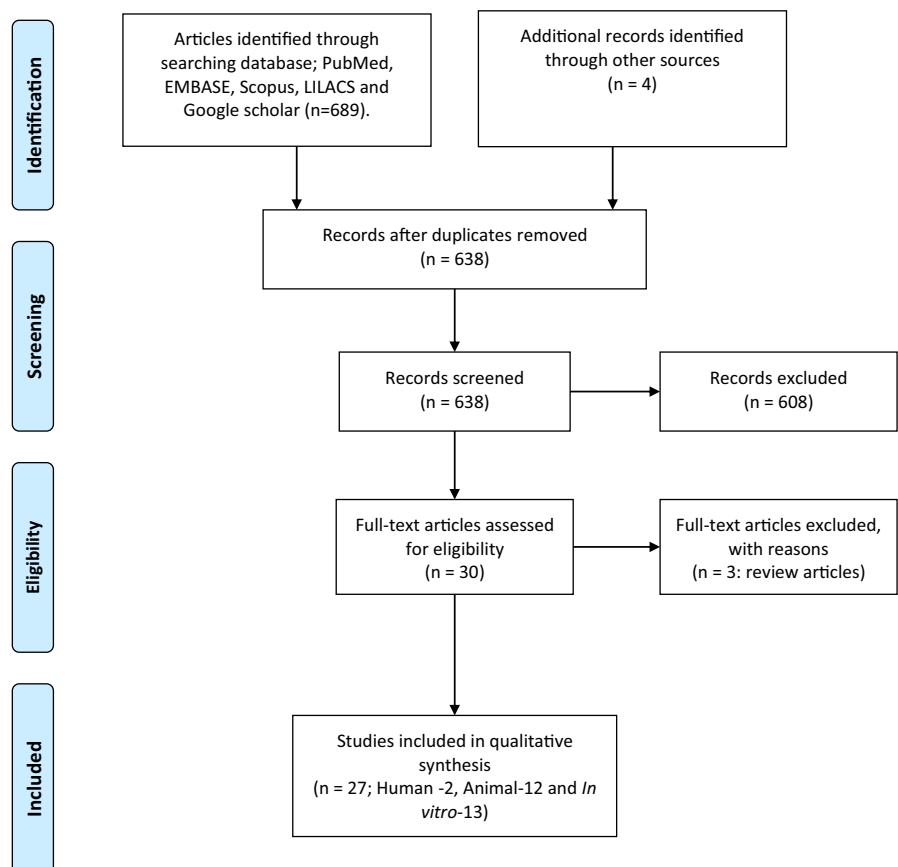 Identification
Articles identified through
searching database; PubMed,
EMBASE, Scopus, LILACS and
Google scholar (n=689).
Additional records identified
through other sources
(n = 4)
Records after duplicates removed
(n = 638)
Screening
Records screened
(n = 638)
Records excluded
(n = 608)
Eligibility
Full-text articles assessed
for eligibility
(n = 30)
Full-text articles excluded,
with reasons
(n = 3: review articles)
Included
Studies included in qualitative
synthesis
(n = 27; Human -2, Animal-12 and In
vitro-13)